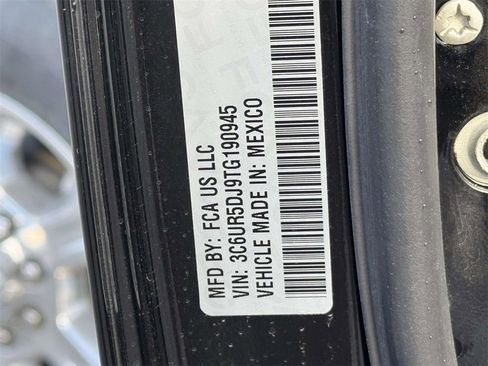 MFD BY: FCA US LLC
VIN: 3C6UR5DJ9TG190945
VEHICLE MADE IN: MEXICO